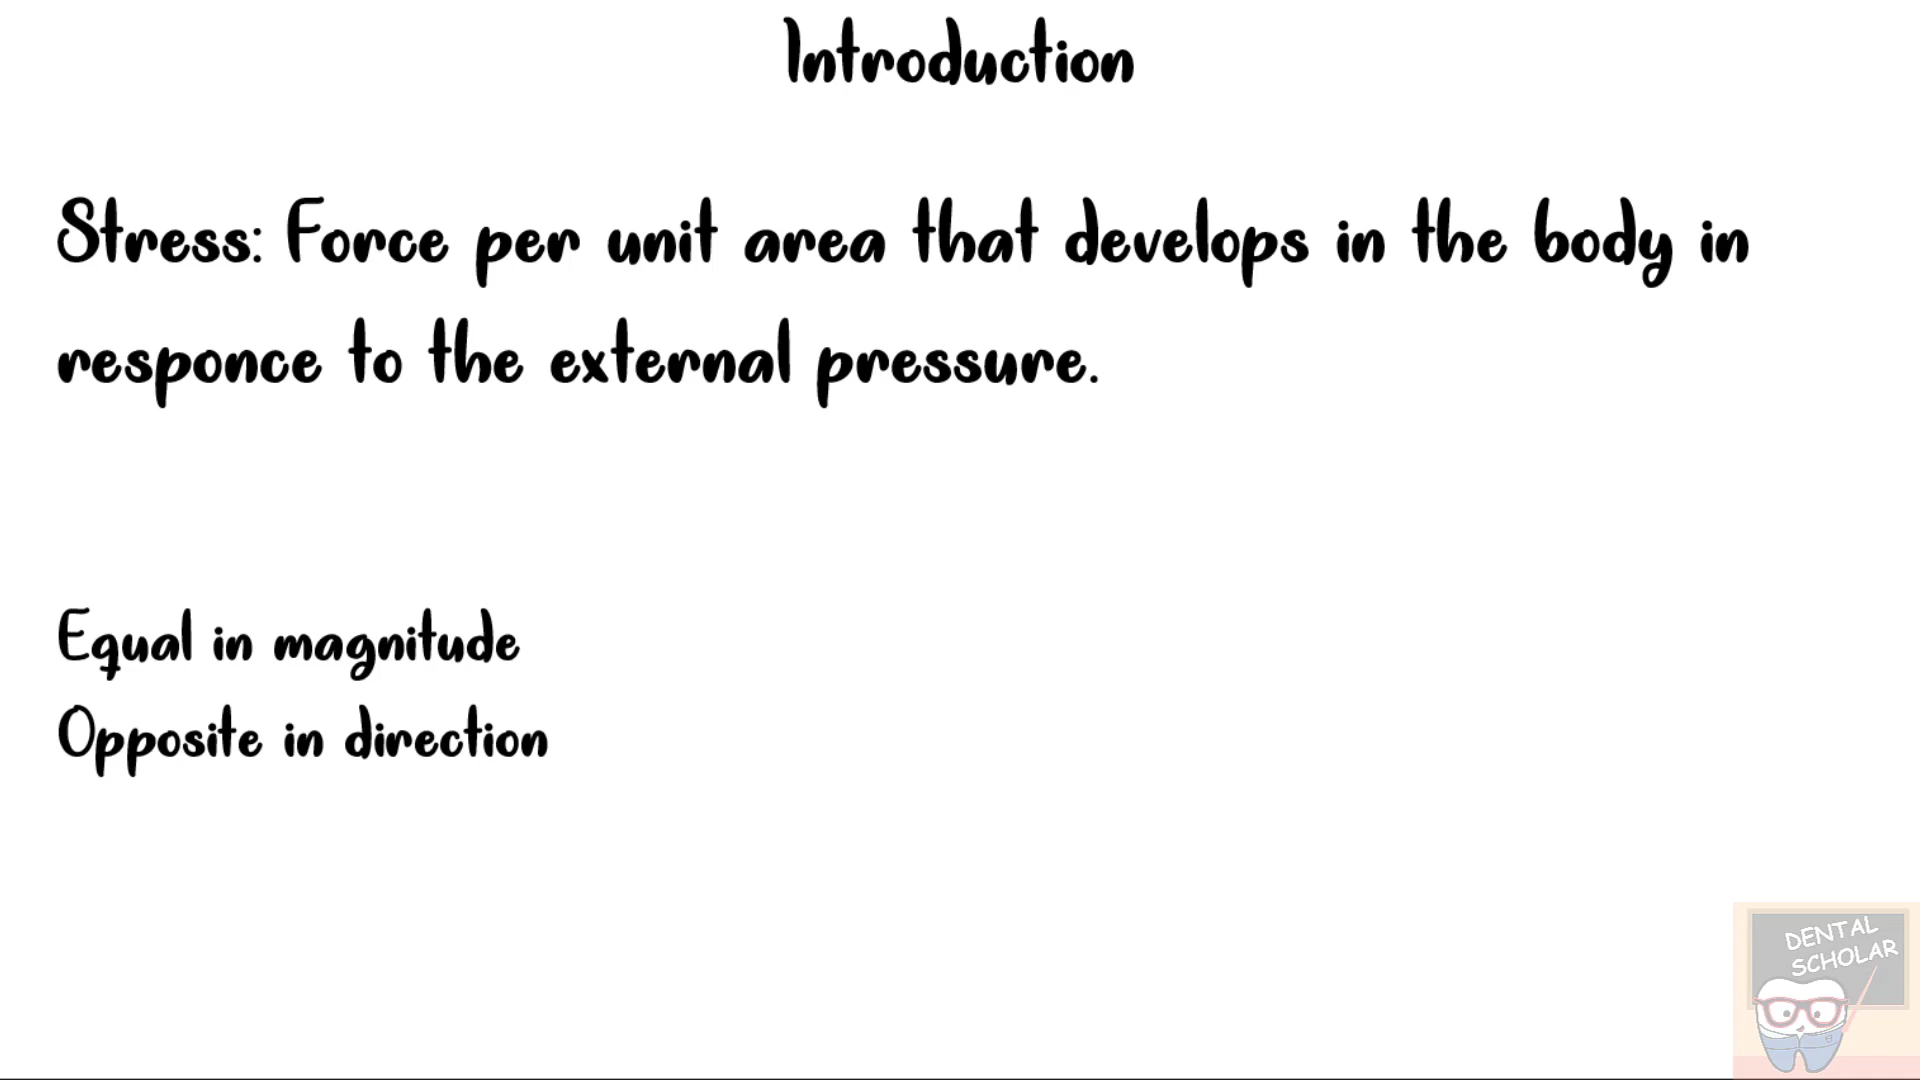 Introduction
Stress: Force per unit area that develops in the body in
responce to the external pressure.
Equal in magnitude
Opposite in direction
DENTAL
SCHOLAR